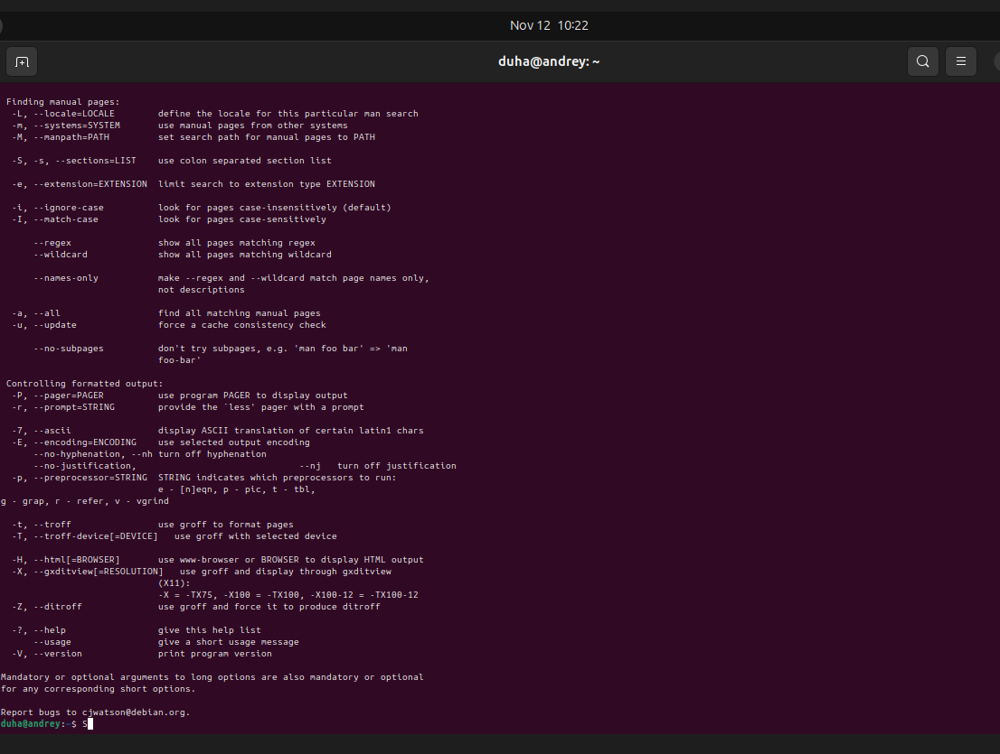 Nov 12  10:22
duha@andrey: ~
Finding manual pages:
-L, --locale=LOCALE        define the locale for this particular man search
-m, --systems=SYSTEM       use manual pages from other systems
-M, --manpath=PATH         set search path for manual pages to PATH
-S, -s, --sections=LIST    use colon separated section list
-e, --extension=EXTENSION  limit search to extension type EXTENSION
-i, --ignore-case          look for pages case-insensitively (default)
-I, --match-case           look for pages case-sensitively
--regex                show all pages matching regex
--wildcard             show all pages matching wildcard
--names-only           make --regex and --wildcard match page names only,
not descriptions
-a, --all                  find all matching manual pages
-u, --update               force a cache consistency check
--no-subpages          don't try subpages, e.g. 'man foo bar' => 'man
foo-bar'
Controlling formatted output:
-P, --pager=PAGER          use program PAGER to display output
-r, --prompt=STRING        provide the `less' pager with a prompt
-7, --ascii                display ASCII translation of certain latin1 chars
-E, --encoding=ENCODING    use selected output encoding
--no-hyphenation, --nh turn off hyphenation
--no-justification,                              --nj   turn off justification
-p, --preprocessor=STRING  STRING indicates which preprocessors to run:
e - [n]eqn, p - pic, t - tbl,
g - grap, r - refer, v - vgrind
-t, --troff                use groff to format pages
-T, --troff-device[=DEVICE]   use groff with selected device
-H, --html[=BROWSER]       use www-browser or BROWSER to display HTML output
-X, --gxditview[=RESOLUTION]   use groff and display through gxditview
(X11):
-X = -TX75, -X100 = -TX100, -X100-12 = -TX100-12
-Z, --ditroff              use groff and force it to produce ditroff
-?, --help                 give this help list
--usage                give a short usage message
-V, --version              print program version
Mandatory or optional arguments to long options are also mandatory or optional
for any corresponding short options.
Report bugs to cjwatson@debian.org.
duha@andrey:~$ S